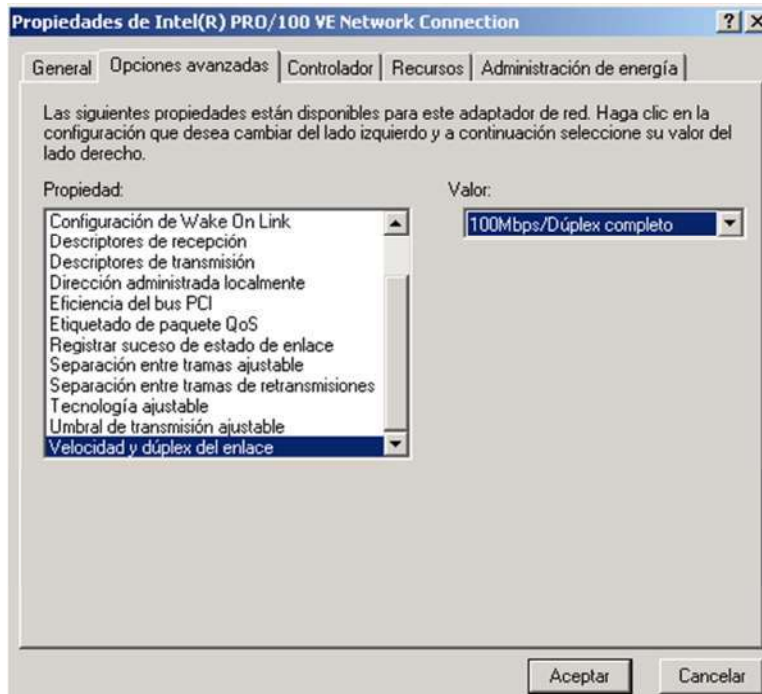 Propiedades de Intel(R) PRO/100 VE Network Connection
General Opciones avanzadas Controlador Recursos Administración de energía
Las siguientes propiedades están disponibles para este adaptador de red. Haga clic en la
configuración que desea cambiar del lado izquierdo y a continuación seleccione su valor del
lado derecho.
Propiedad:
Valor:
Configuración de Wake On Link
Descriptores de recepción
Descriptores de transmisión
Dirección administrada localmente
Eficiencia del bus PCI
Etiquetado de paquete QoS
Registrar suceso de estado de enlace
Separación entre tramas ajustable
Separación entre tramas de retransmisiones
Tecnología ajustable
Umbral de transmisión ajustable
Velocidad y dúplex del enlace
100Mbps/Dúplex completo
Aceptar
Cancelar